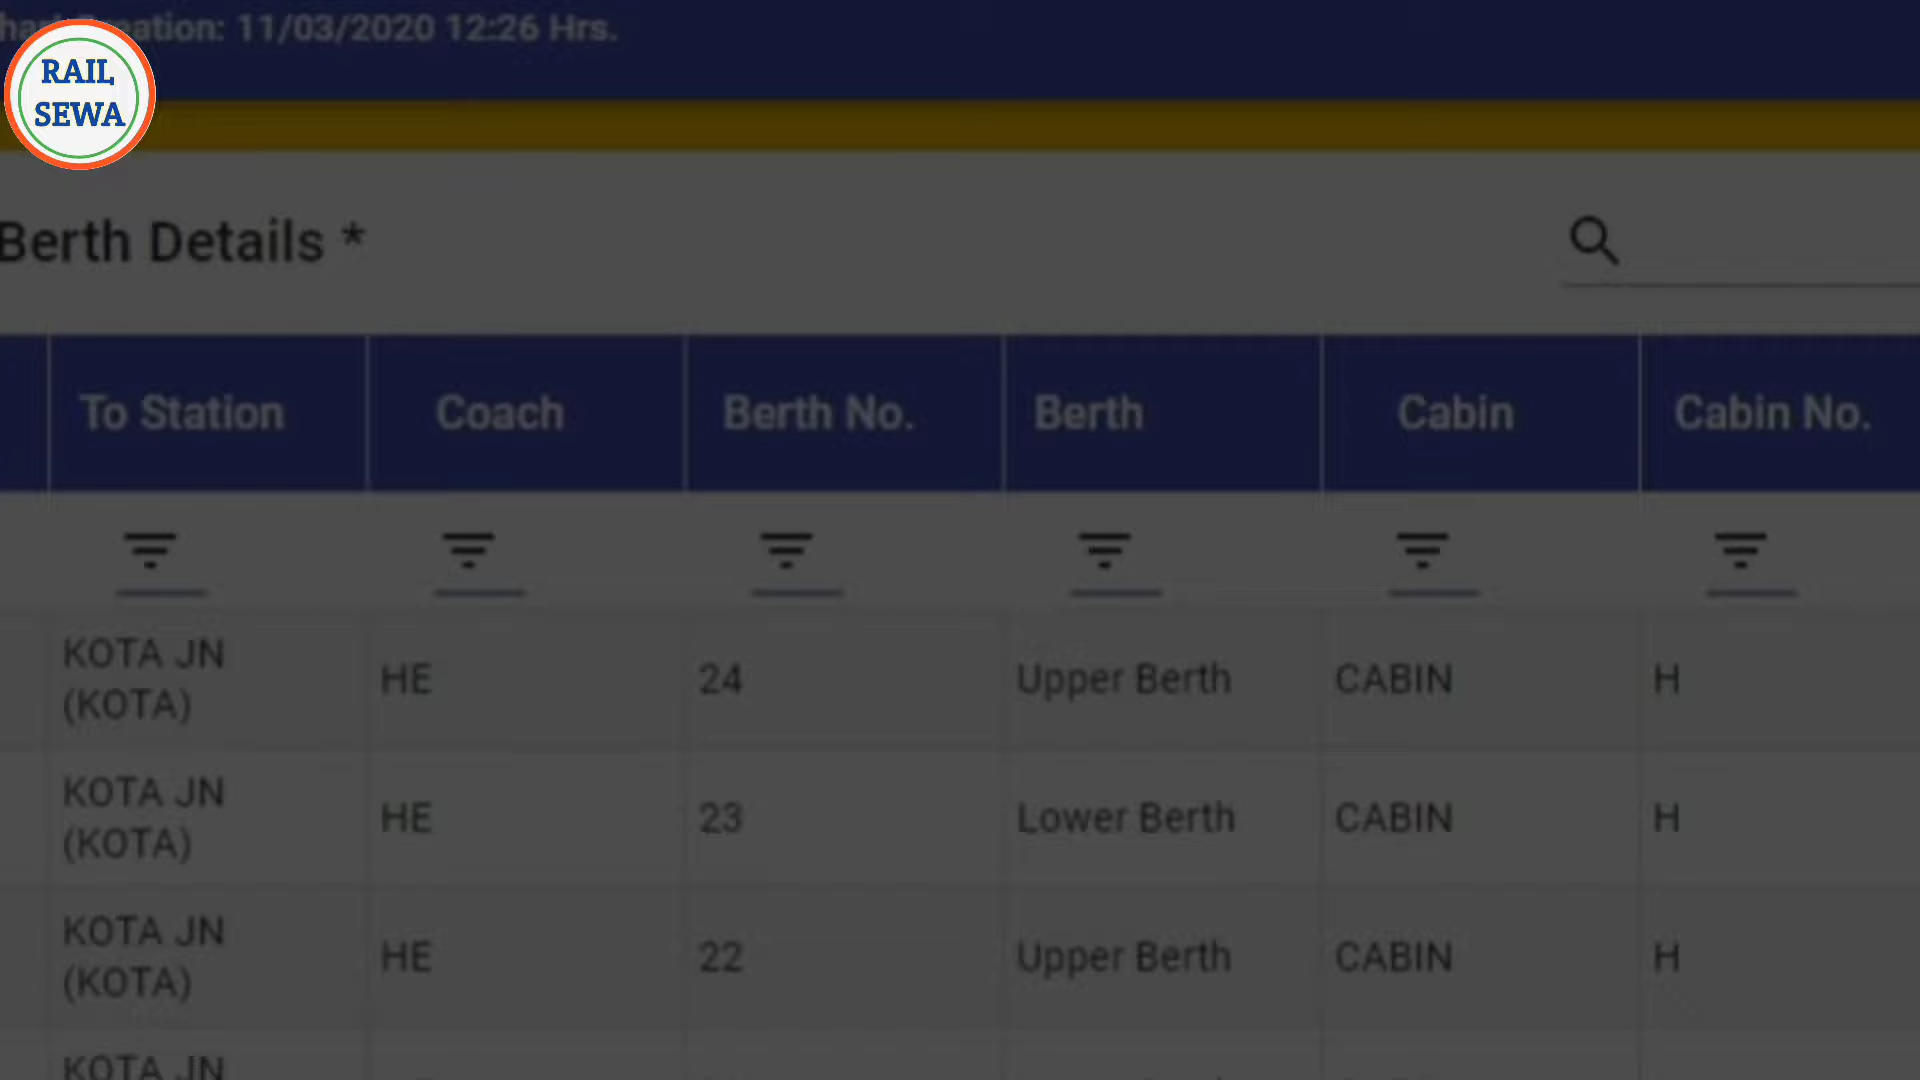 ation: 11/03/2020 12:26 Hrs.
RAIL
SEWA
Berth Details *
To Station Coach Berth No. Berth Cabin Cabin No.
KOTA JN
(KOTA) HE 24 Upper Berth CABIN H
KOTA JN
(KOTA) HE 23 Lower Berth CABIN H
KOTA JN
(KOTA) HE 22 Upper Berth CABIN H
KOTA JN